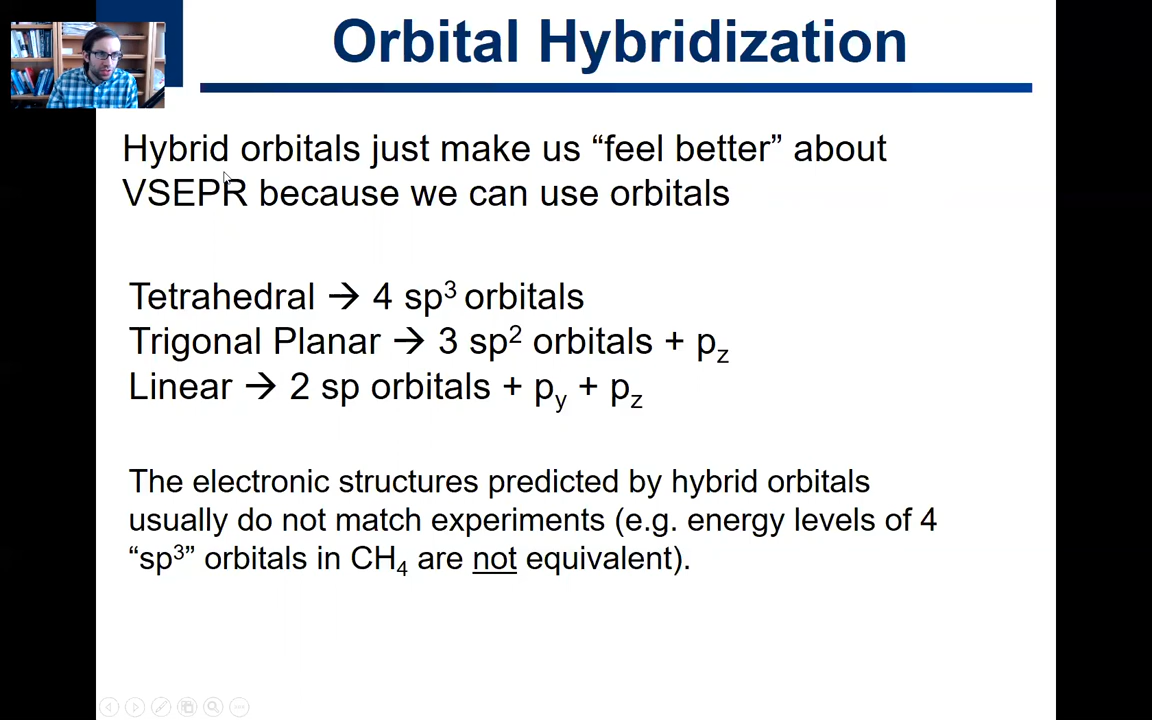 Orbital Hybridization
Hybrid orbitals just make us “feel better” about
VSEPR because we can use orbitals
Tetrahedral → 4 sp³ orbitals
Trigonal Planar → 3 sp² orbitals + p_z
Linear → 2 sp orbitals + p_y + p_z
The electronic structures predicted by hybrid orbitals
usually do not match experiments (e.g. energy levels of 4
“sp³” orbitals in CH₄ are not equivalent).